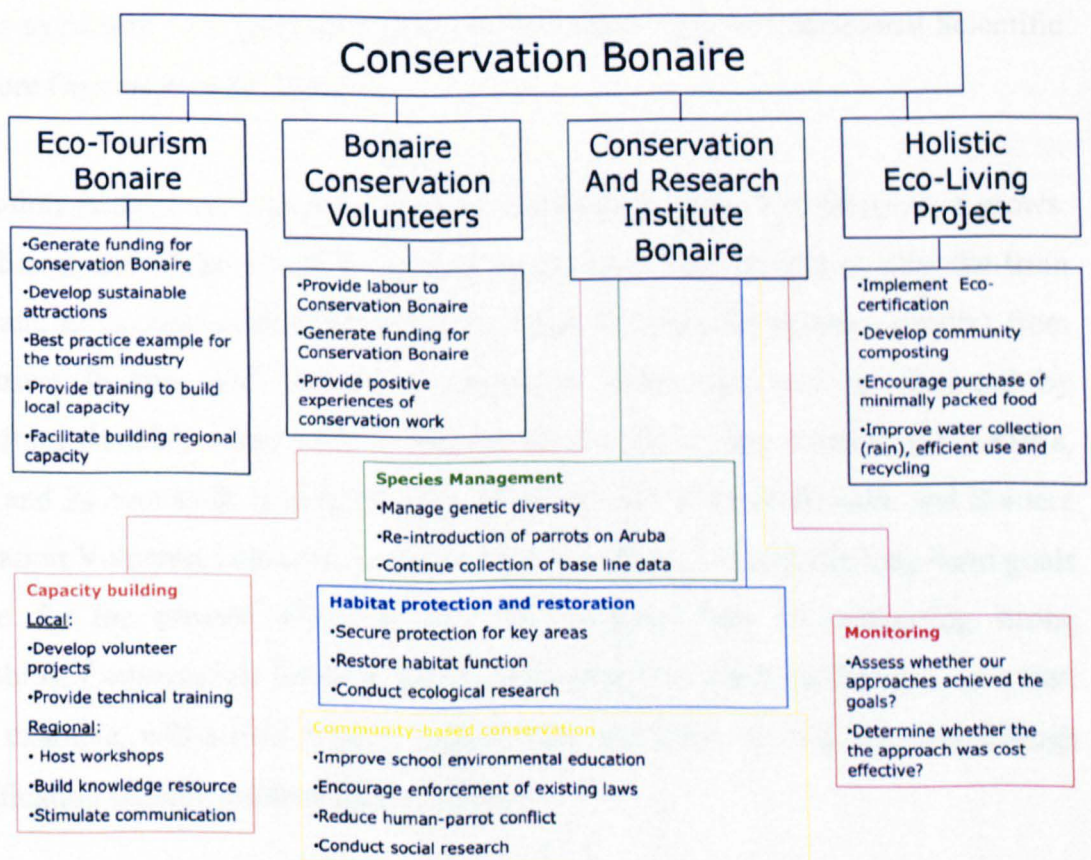 Conservation Bonaire
Eco-Tourism
Bonaire
•Generate funding for
Conservation Bonaire
•Develop sustainable
attractions
•Best practice example for
the tourism industry
•Provide training to build
local capacity
•Facilitate building regional
capacity
Bonaire
Conservation
Volunteers
•Provide labour to
Conservation Bonaire
•Generate funding for
Conservation Bonaire
•Provide positive
experiences of
conservation work
Conservation
And Research
Institute
Bonaire
Holistic
Eco-Living
Project
•Implement Eco-
certification
•Develop community
composting
•Encourage purchase of
minimally packed food
•Improve water collection
(rain), efficient use and
recycling
Species Management
•Manage genetic diversity
•Re-introduction of parrots on Aruba
•Continue collection of base line data
Capacity building
Local:
•Develop volunteer
projects
•Provide technical training
Regional:
• Host workshops
•Build knowledge resource
•Stimulate communication
Habitat protection and restoration
•Secure protection for key areas
•Restore habitat function
•Conduct ecological research
Community-based conservation
•Improve school environmental education
•Encourage enforcement of existing laws
•Reduce human-parrot conflict
•Conduct social research
Monitoring
•Assess whether our
approaches achieved the
goals?
•Determine whether the
the approach was cost
effective?